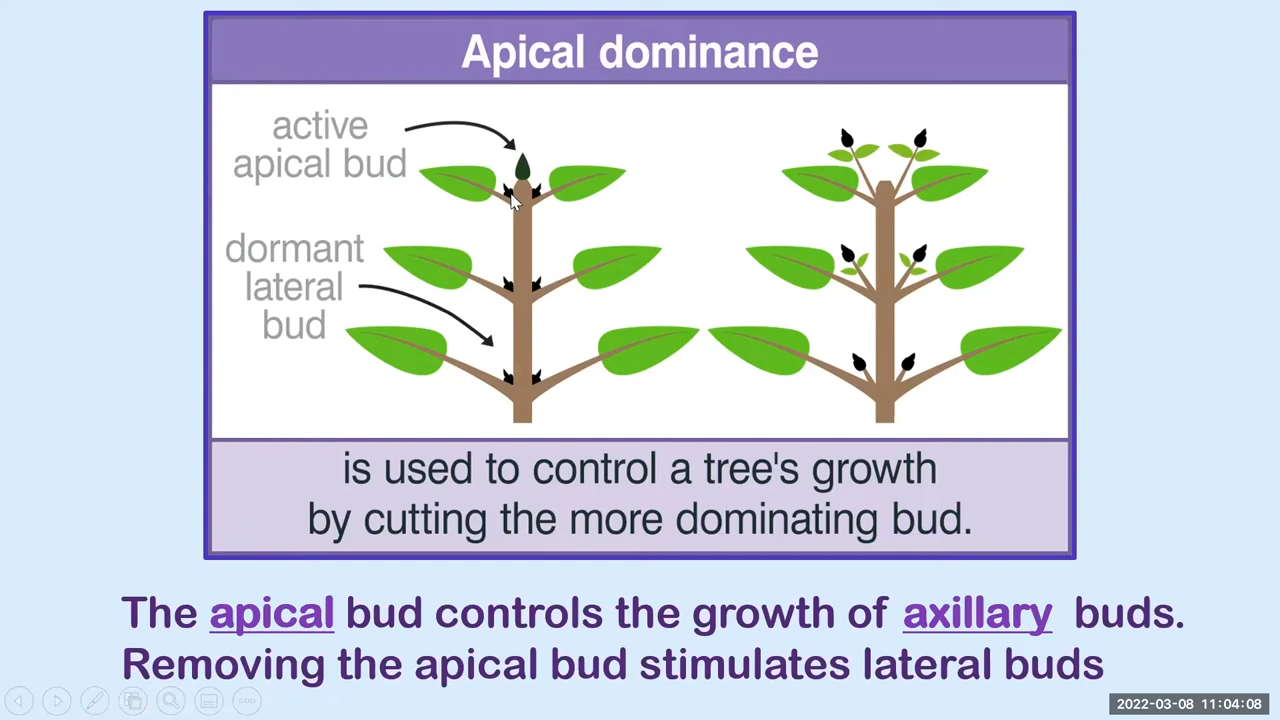 Apical dominance
active
apical bud
dormant
lateral
bud
is used to control a tree's growth
by cutting the more dominating bud.
The apical bud controls the growth of axillary buds.
Removing the apical bud stimulates lateral buds
2022-03-08 11:04:08